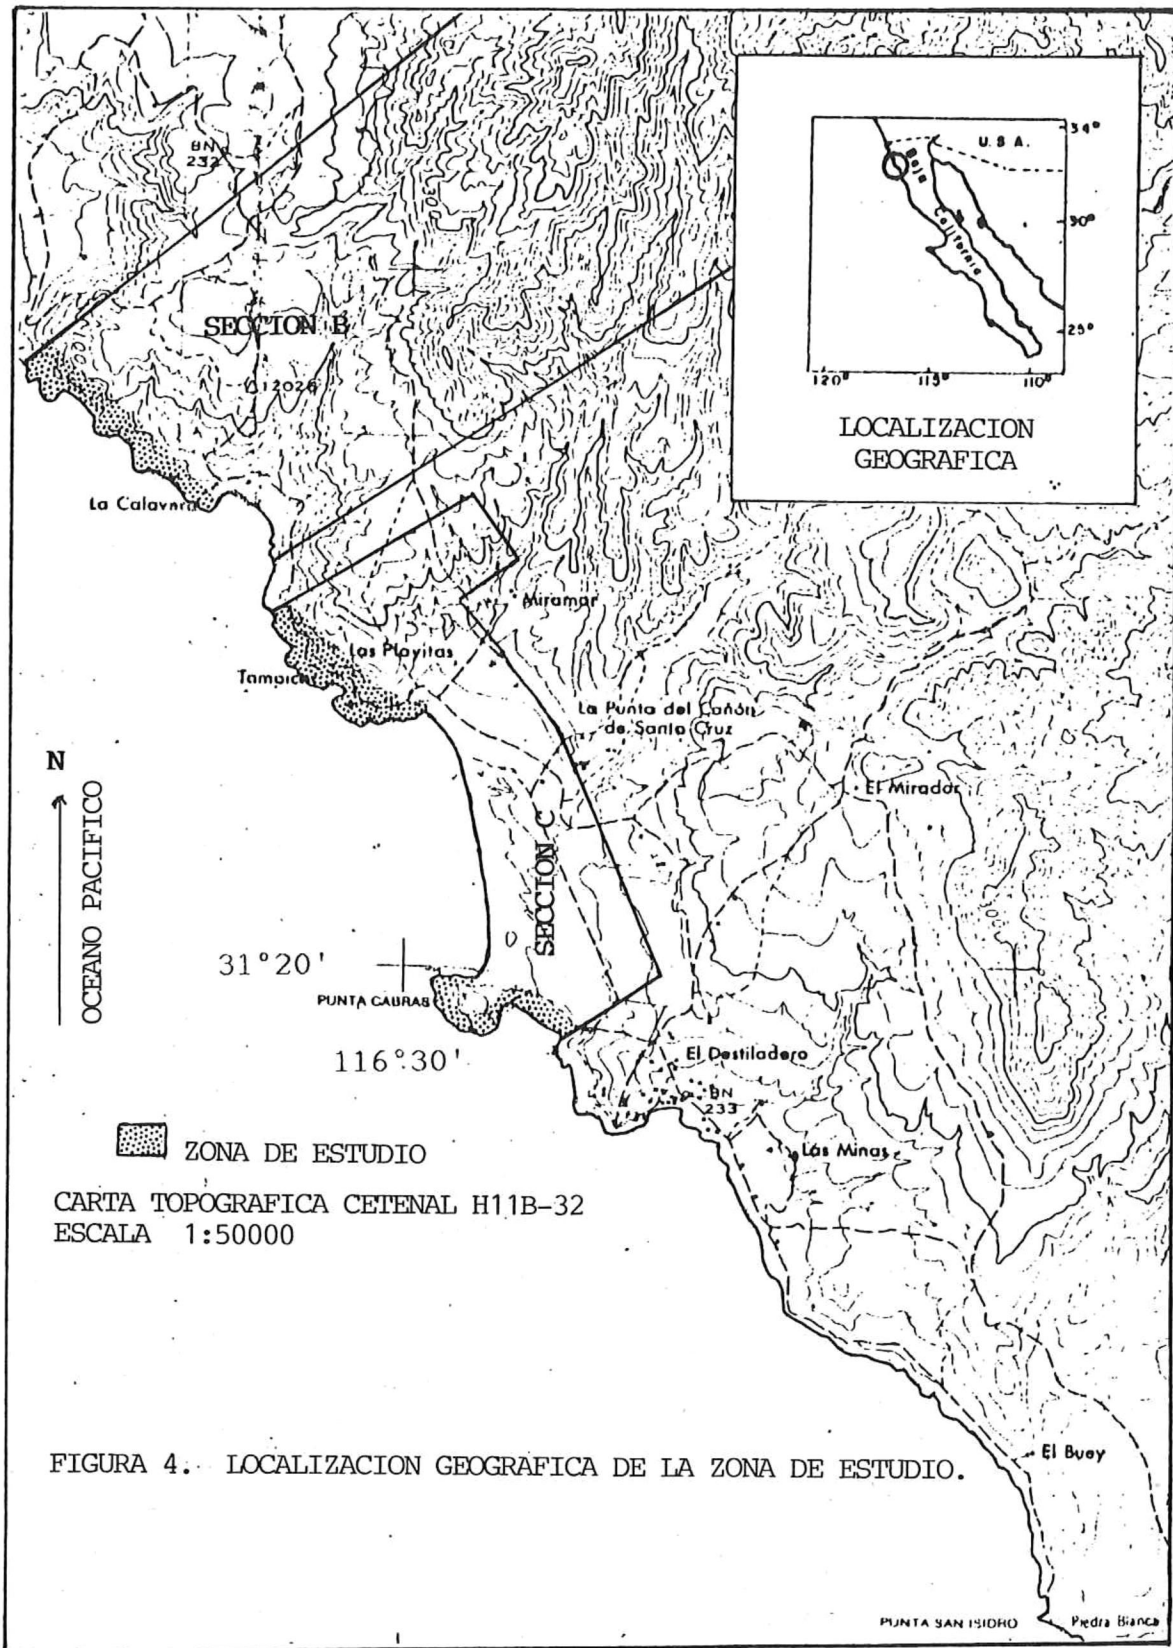 BN
232
U. S A.
34°
30°
25°
120°
115°
110°
Baja
California
LOCALIZACION
GEOGRAFICA
SECCION B
12026
100
La Calavera
Miramar
Las Playitas
La Punta del Cañón
de Santa Cruz
El Mirador
N
OCEANO PACIFICO
SECCION C
31°20'
PUNTA CABRAS
116°30'
El Destiladero
BN
233
Las Minas
ZONA DE ESTUDIO
CARTA TOPOGRAFICA CETENAL H11B-32
ESCALA 1:50000
El Buey
FIGURA 4. LOCALIZACION GEOGRAFICA DE LA ZONA DE ESTUDIO.
PUNTA SAN ISIDRO
Piedra Blanca